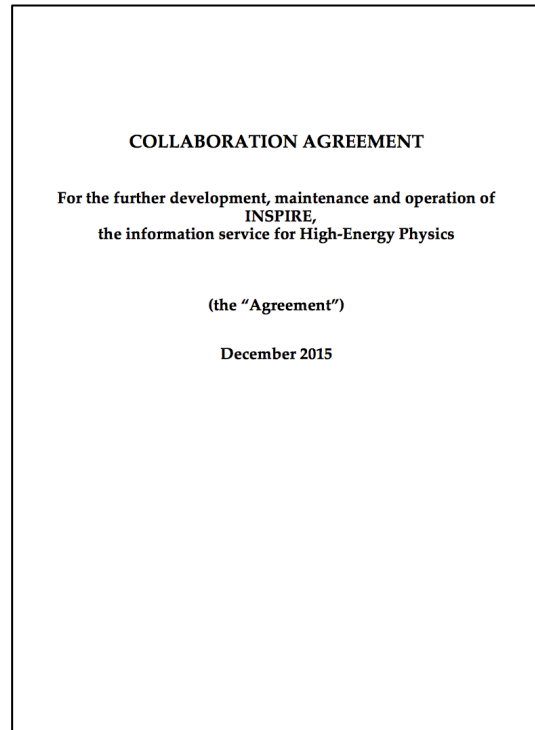 COLLABORATION AGREEMENT
For the further development, maintenance and operation of
INSPIRE,
the information service for High-Energy Physics
(the “Agreement”)
December 2015